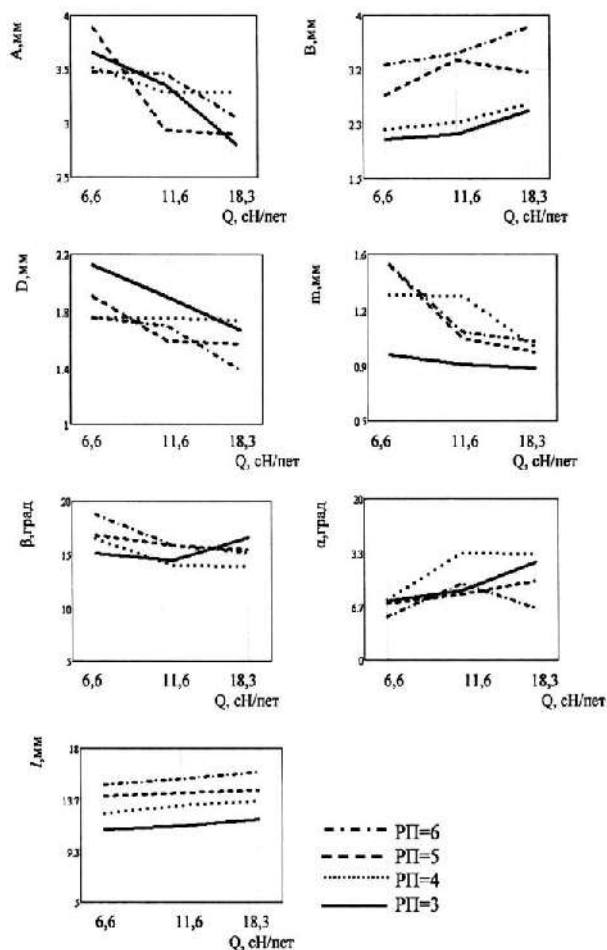 А,мм
4
3.5
3
2.5
6,6 11,6 18,3
Q, сН/пет
В,мм
4
3.2
2.3
1.5
6,6 11,6 18.3
Q, сН/пет
D,мм
2.2
1.8
1.4
1
6,6 11,6 18,3
Q, сН/пет
m,мм
1.6
1.2
0.9
0.5
6,6 11,6 18,3
Q, сН/пет
β,град
20
15
10
5
6,6 11,6 18,3
Q, сН/пет
α,град
20
3.3
6.7
0
6,6 11,6 18,3
Q, сН/пет
l,мм
18
13.7
9.3
5
6,6 11,6 18,3
Q, сН/пет
РП=6
РП=5
РП=4
РП=3